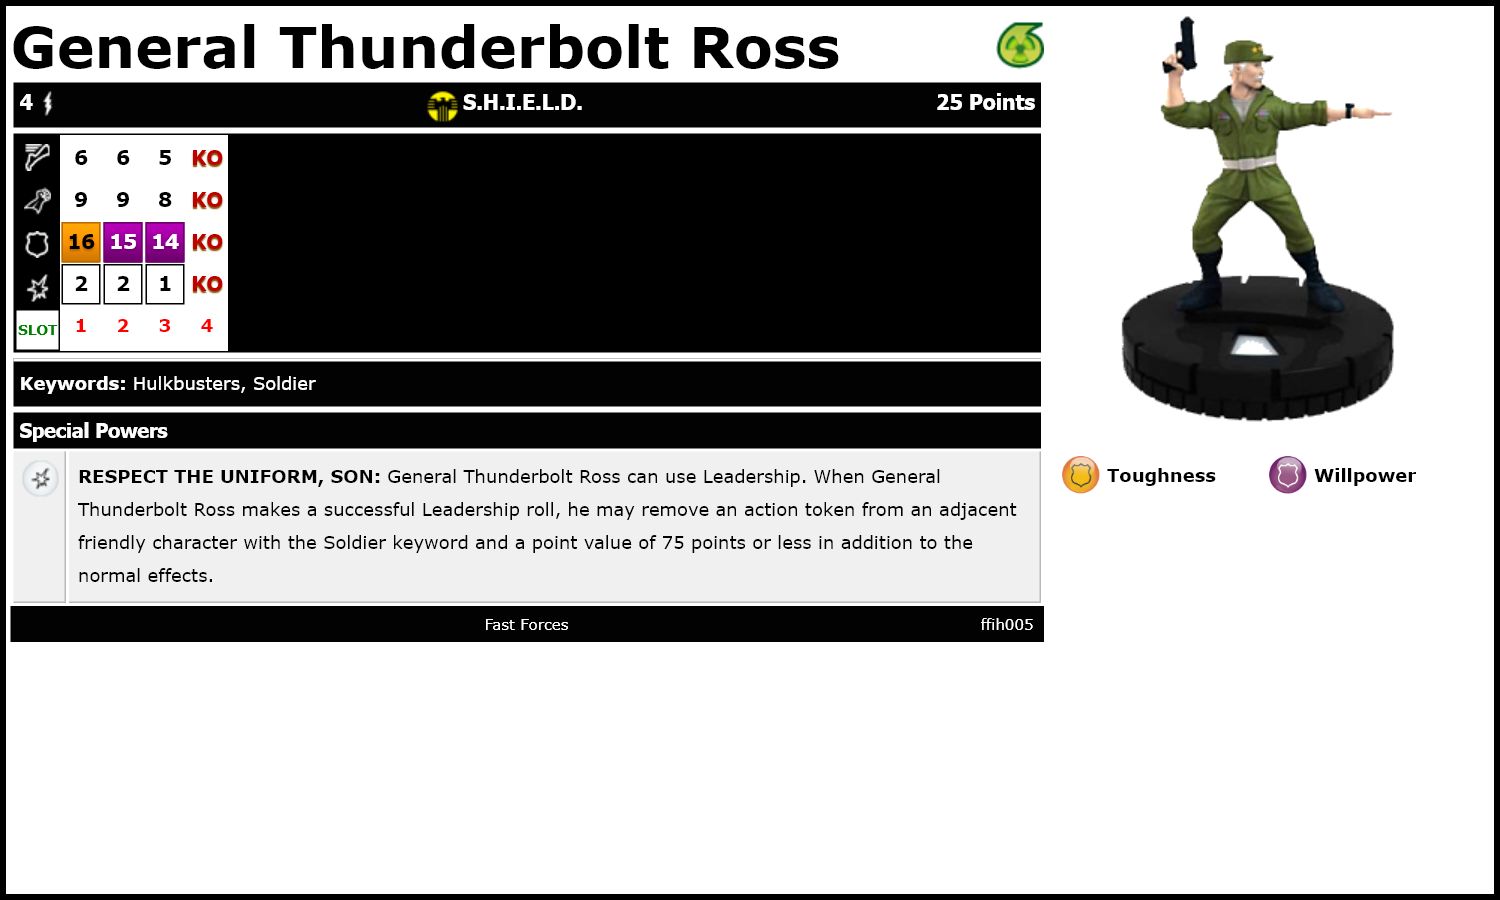 General Thunderbolt Ross
4 S.H.I.E.L.D. 25 Points
6 6 5 KO
9 9 8 KO
16 15 14 KO
2 2 1 KO
SLOT 1 2 3 4
Keywords: Hulkbusters, Soldier
Special Powers
RESPECT THE UNIFORM, SON: General Thunderbolt Ross can use Leadership. When General
Thunderbolt Ross makes a successful Leadership roll, he may remove an action token from an adjacent
friendly character with the Soldier keyword and a point value of 75 points or less in addition to the
normal effects.
Fast Forces ffih005
Toughness Willpower